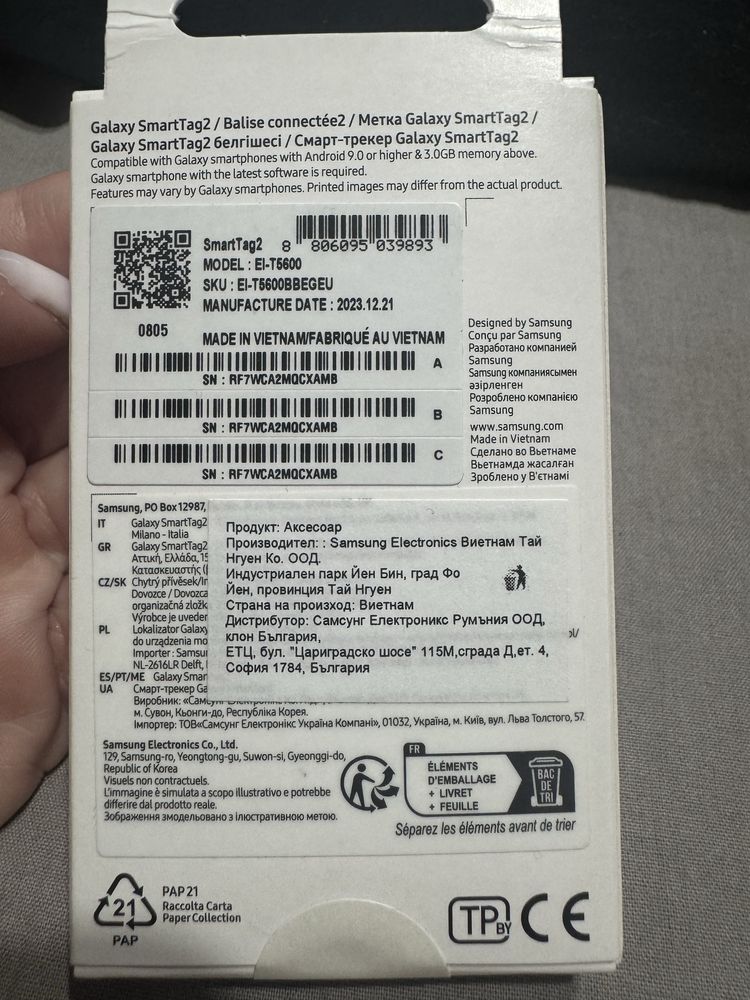 Galaxy SmartTag2 / Balise connectée2 / Метка Galaxy SmartTag2 /
Galaxy SmartTag2 белгішесі / Смарт-трекер Galaxy SmartTag2
Compatible with Galaxy smartphones with Android 9.0 or higher & 3.0GB memory above.
Galaxy smartphone with the latest software is required.
Features may vary by Galaxy smartphones. Printed images may differ from the actual product.
SmartTag2
8 806095 039893
MODEL : EI-T5600
SKU : EI-T5600BBEGEU
MANUFACTURE DATE : 2023.12.21
0805
MADE IN VIETNAM/FABRIQUÉ AU VIETNAM
A
SN : RF7WCA2MQCXAMB
B
SN : RF7WCA2MQCXAMB
C
SN : RF7WCA2MQCXAMB
Designed by Samsung
Conçu par Samsung
Разработано компанией
Samsung
Samsung компаниясымен
әзірленген
Розроблено компанією
Samsung
www.samsung.com
Made in Vietnam
Сделано во Вьетнаме
Вьетнамда жасалған
Зроблено у В'єтнамі
Samsung, PO Box 12987,
IT Galaxy SmartTag2
Milano - Italia
GR Galaxy SmartTag2
Αττική, Ελλάδα, 15
Κατασκευαστής
CZ/SK Chytrý přívěsek/
Dovozce / Dovozca
organizačná zložk
Výrobce je uveden
PL Lokalizator Galaxy
do urządzenia mo
Importer : Samsu
NL-2616LR Delft,
ES/PT/ME Galaxy Smar
UA Смарт-трекер Ga
Виробник: «Самсунг
м. Сувон, Кьонги-до, Республіка Корея.
Імпортер: ТОВ«Самсунг Електронікс Україна Компані», 01032, Україна, м. Київ, вул. Льва Толстого, 57.
Продукт: Аксесоар
Производител: : Samsung Electronics Виетнам Тай
Нгуен Ко. ООД.
Индустриален парк Йен Бин, град Фо
Йен, провинция Тай Нгуен
Страна на произход: Виетнам
Дистрибутор: Самсунг Електроникс Румъния ООД,
клон България,
ЕТЦ, бул. "Цариградско шосе" 115М,сграда Д,ет. 4,
София 1784, България
Samsung Electronics Co., Ltd.
129, Samsung-ro, Yeongtong-gu, Suwon-si, Gyeonggi-do,
Republic of Korea
Visuels non contractuels.
L'immagine è simulata a scopo illustrativo e potrebbe
differire dal prodotto reale.
Зображення змодельовано з ілюстративною метою.
FR
ÉLÉMENTS
D'EMBALLAGE
+ LIVRET
+ FEUILLE
BAC
DE
TRI
Séparez les éléments avant de trier
21
PAP
PAP 21
Raccolta Carta
Paper Collection
TP BY
CE